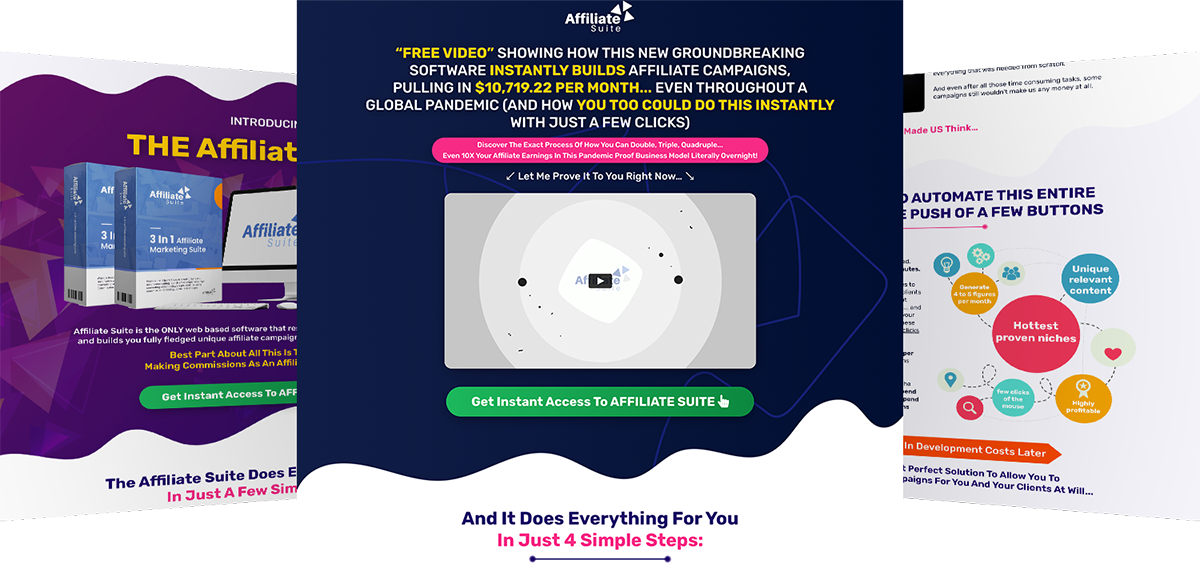 INTRODUCIN
THE Affiliat
Affiliate
Suite
3 In 1 Affiliate
Marketing Suite
Affiliate
Suite
Affiliate Suite is the ONLY web based software that res
and builds you fully fledged unique affiliate campaign
Best Part About All This Is T
Making Commissions As An Affili
Get Instant Access To AFF
The Affiliate Suite Does E
In Just A Few Sim
Affiliate
Suite
“FREE VIDEO” SHOWING HOW THIS NEW GROUNDBREAKING
SOFTWARE INSTANTLY BUILDS AFFILIATE CAMPAIGNS,
PULLING IN $10,719.22 PER MONTH... EVEN THROUGHOUT A
GLOBAL PANDEMIC (AND HOW YOU TOO COULD DO THIS INSTANTLY
WITH JUST A FEW CLICKS)
Discover The Exact Process Of How You Can Double, Triple, Quadruple...
Even 10X Your Affiliate Earnings In This Pandemic Proof Business Model Literally Overnight!
Let Me Prove It To You Right Now...
Get Instant Access To AFFILIATE SUITE
And It Does Everything For You
In Just 4 Simple Steps:
everything that was needed from scratch.
And even after all those time consuming tasks, some
campaigns still wouldn't make us any money at all.
Made US Think...
O AUTOMATE THIS ENTIRE
E PUSH OF A FEW BUTTONS
Unique
relevant
content
Generate
4 to 5 figures
per month
Hottest
proven niches
few clicks
of the
mouse
Highly
profitable
In Development Costs Later
t Perfect Solution To Allow You To
paigns For You And Your Clients At Will...